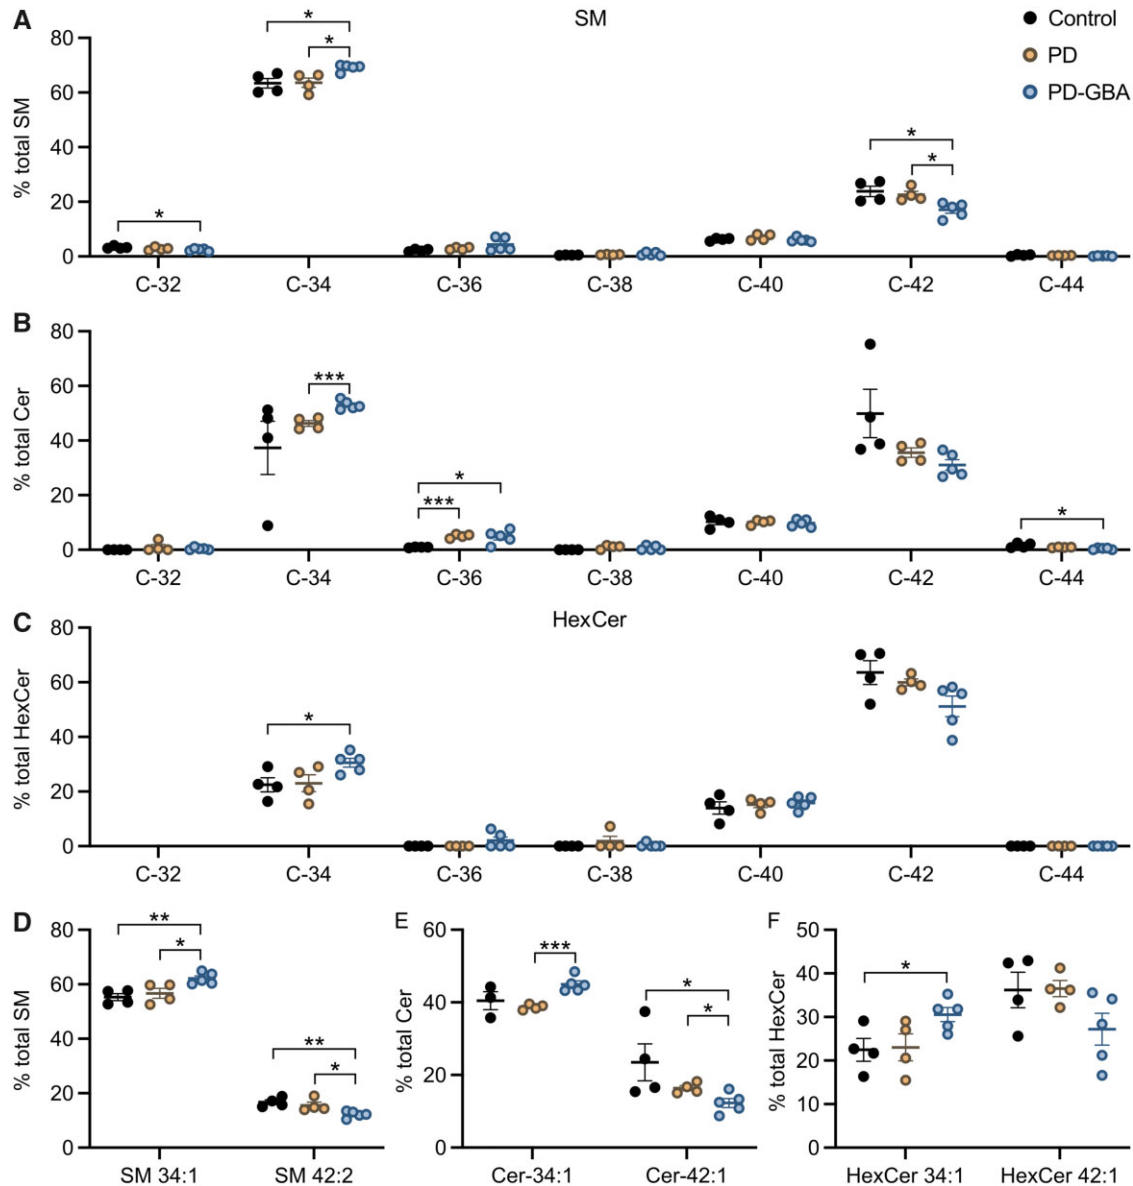 A
SM
Control
PD
PD-GBA
% total SM
80
60
40
20
0
*
*
*
*
*
C-32
C-34
C-36
C-38
C-40
C-42
C-44
B
% total Cer
80
60
40
20
0
***
*
***
*
C-32
C-34
C-36
C-38
C-40
C-42
C-44
C
HexCer
% total HexCer
80
60
40
20
0
*
C-32
C-34
C-36
C-38
C-40
C-42
C-44
D
% total SM
80
60
40
20
0
**
*
**
*
SM 34:1
SM 42:2
E
% total Cer
60
40
20
0
***
*
*
Cer-34:1
Cer-42:1
F
% total HexCer
50
40
30
20
10
0
*
HexCer 34:1
HexCer 42:1